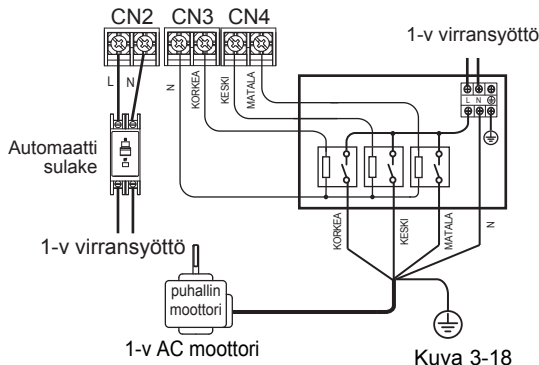 CN2
CN3
CN4
1-v virransyöttö
L
N
N
KORKEA
KESKI
MATALA
L N
Automaatti
sulake
1-v virransyöttö
KORKEA
KESKI
MATALA
N
puhallin
moottori
1-v AC moottori
Kuva 3-18